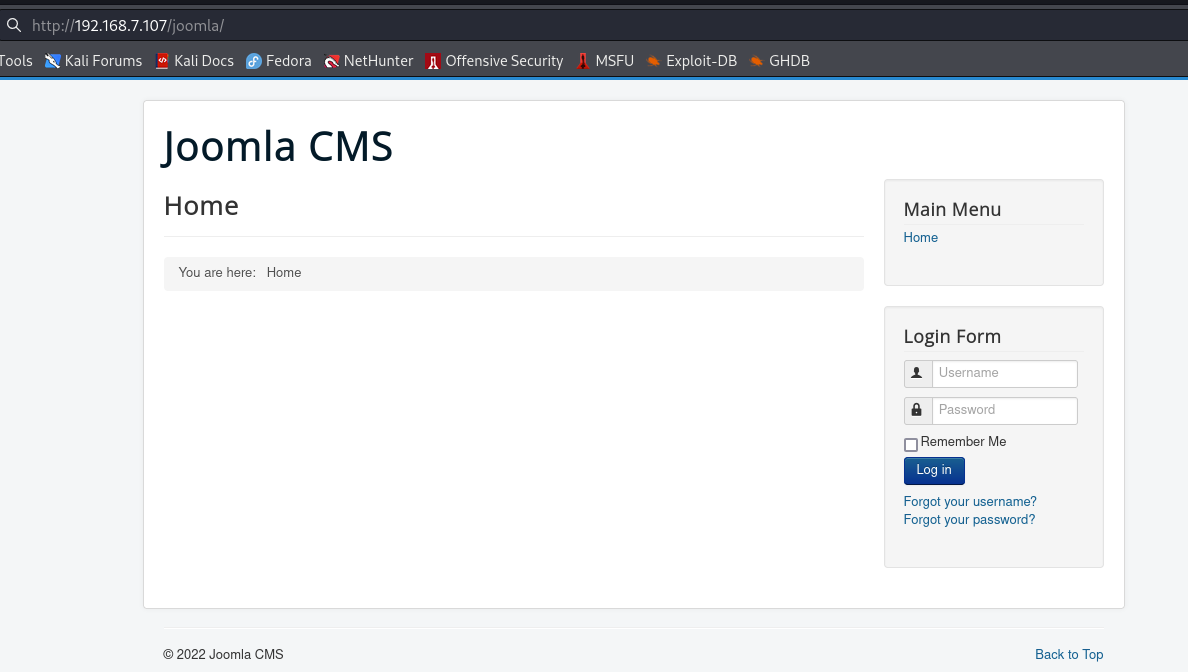 http://192.168.7.107/joomla/
Tools Kali Forums Kali Docs Fedora NetHunter Offensive Security MSFU Exploit-DB GHDB
Joomla CMS
Home
You are here: Home
Main Menu
Home
Login Form
Username
Password
Remember Me
Log in
Forgot your username?
Forgot your password?
© 2022 Joomla CMS
Back to Top